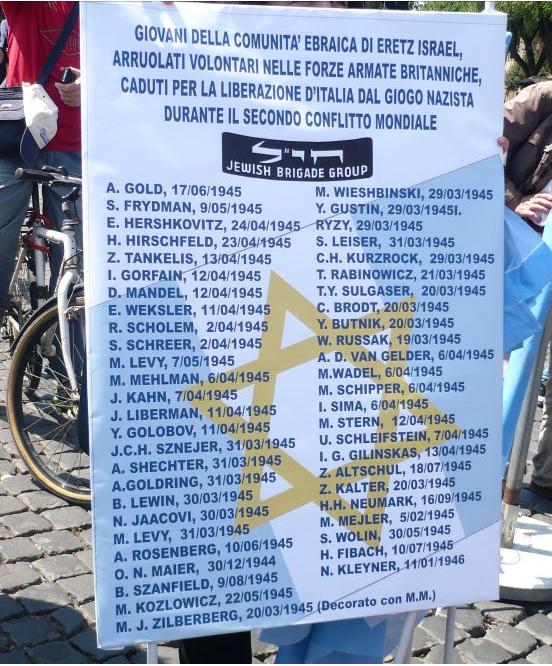 GIOVANI DELLA COMUNITA' EBRAICA DI ERETZ ISRAEL,
ARRUOLATI VOLONTARI NELLE FORZE ARMATE BRITANNICHE,
CADUTI PER LA LIBERAZIONE D'ITALIA DAL GIOGO NAZISTA
DURANTE IL SECONDO CONFLITTO MONDIALE
חי"ל
JEWISH BRIGADE GROUP
A. GOLD, 17/06/1945
S. FRYDMAN, 9/05/1945
E. HERSHKOVITZ, 24/04/1945
H. HIRSCHFELD, 23/04/1945
Z. TANKELIS, 13/04/1945
I. GORFAIN, 12/04/1945
D. MANDEL, 12/04/1945
E. WEKSLER, 11/04/1945
R. SCHOLEM, 2/04/1945
S. SCHREER, 2/04/1945
M. LEVY, 7/05/1945
M. MEHLMAN, 6/04/1945
J. KAHN, 7/04/1945
J. LIBERMAN, 11/04/1945
Y. GOLOBOV, 11/04/1945
J.C.H. SZNEJER, 31/03/1945
A. SHECHTER, 31/03/1945
A.GOLDRING, 31/03/1945
B. LEWIN, 30/03/1945
N. JAACOVI, 30/03/1945
M. LEVY, 31/03/1945
A. ROSENBERG, 10/06/1945
O. N. MAIER, 30/12/1944
B. SZANFIELD, 9/08/1945
M. KOZLOWICZ, 22/05/1945
M. J. ZILBERBERG, 20/03/1945 (Decorato con M.M.)
M. WIESHBINSKI, 29/03/1945
Y. GUSTIN, 29/03/1945I.
RYZY, 29/03/1945
S. LEISER, 31/03/1945
C.H. KURZROCK, 29/03/1945
T. RABINOWICZ, 21/03/1945
T.Y. SULGASER, 20/03/1945
C. BRODT, 20/03/1945
Y. BUTNIK, 20/03/1945
W. RUSSAK, 19/03/1945
A. D. VAN GELDER, 6/04/1945
M.WADEL, 6/04/1945
M. SCHIPPER, 6/04/1945
I. SIMA, 6/04/1945
M. STERN, 12/04/1945
U. SCHLEIFSTEIN, 7/04/1945
I. G. GILINSKAS, 13/04/1945
Z. ALTSCHUL, 18/07/1945
Z. KALTER, 20/03/1945
H.H. NEUMARK, 16/09/1945
M. MEJLER, 5/02/1945
S. WOLIN, 30/05/1945
H. FIBACH, 10/07/1945
N. KLEYNER, 11/01/1946